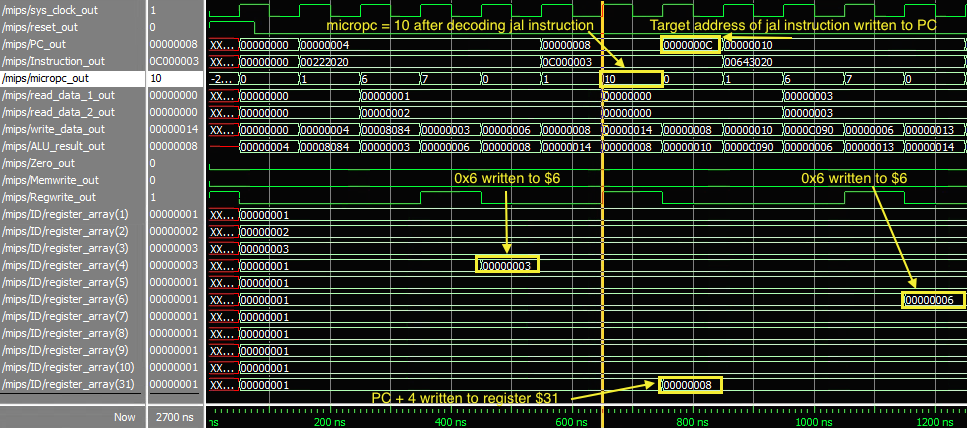 /mips/sys_clock_out 1
/mips/reset_out 0
micropc = 10 after decoding jal instruction Target address of jal instruction written to PC
/mips/PC_out 00000008 XX... 00000000 00000004 00000008 0000000C 00000010
/mips/Instruction_out 0C000003 XX... 00000000 00222020 0C000003 00643020
/mips/micropc_out 10 -2... 0 1 6 7 0 1 10 0 1 6 7 0
/mips/read_data_1_out 00000000 XX... 00000000 00000001 00000000 00000003
/mips/read_data_2_out 00000000 XX... 00000000 00000002 00000000 00000003
/mips/write_data_out 00000014 XX... 00000000 00000004 00008084 00000003 00000006 00000008 00000014 00000008 00000010 0000C090 00000006 00000013
/mips/ALU_result_out 00000008 00000004 00008084 00000003 00000006 00000008 00000014 00000008 00000010 0000C090 00000006 00000013 00000014
/mips/Zero_out 0
/mips/Memwrite_out 0
0x6 written to $6 0x6 written to $6
/mips/Regwrite_out 1
/mips/ID/register_array(1) 00000001 XX... 00000001
/mips/ID/register_array(2) 00000002 XX... 00000002
/mips/ID/register_array(3) 00000003 XX... 00000003
/mips/ID/register_array(4) 00000003 XX... 00000001 00000003
/mips/ID/register_array(5) 00000001 XX... 00000001
/mips/ID/register_array(6) 00000001 XX... 00000001 00000006
/mips/ID/register_array(7) 00000001 XX... 00000001
/mips/ID/register_array(8) 00000001 XX... 00000001
/mips/ID/register_array(9) 00000001 XX... 00000001
/mips/ID/register_array(10) 00000001 XX... 00000001
/mips/ID/register_array(31) 00000001 XX... 00000001 00000008
PC + 4 written to register $31
Now 2700 ns ns 200 ns 400 ns 600 ns 800 ns 1000 ns 1200 ns